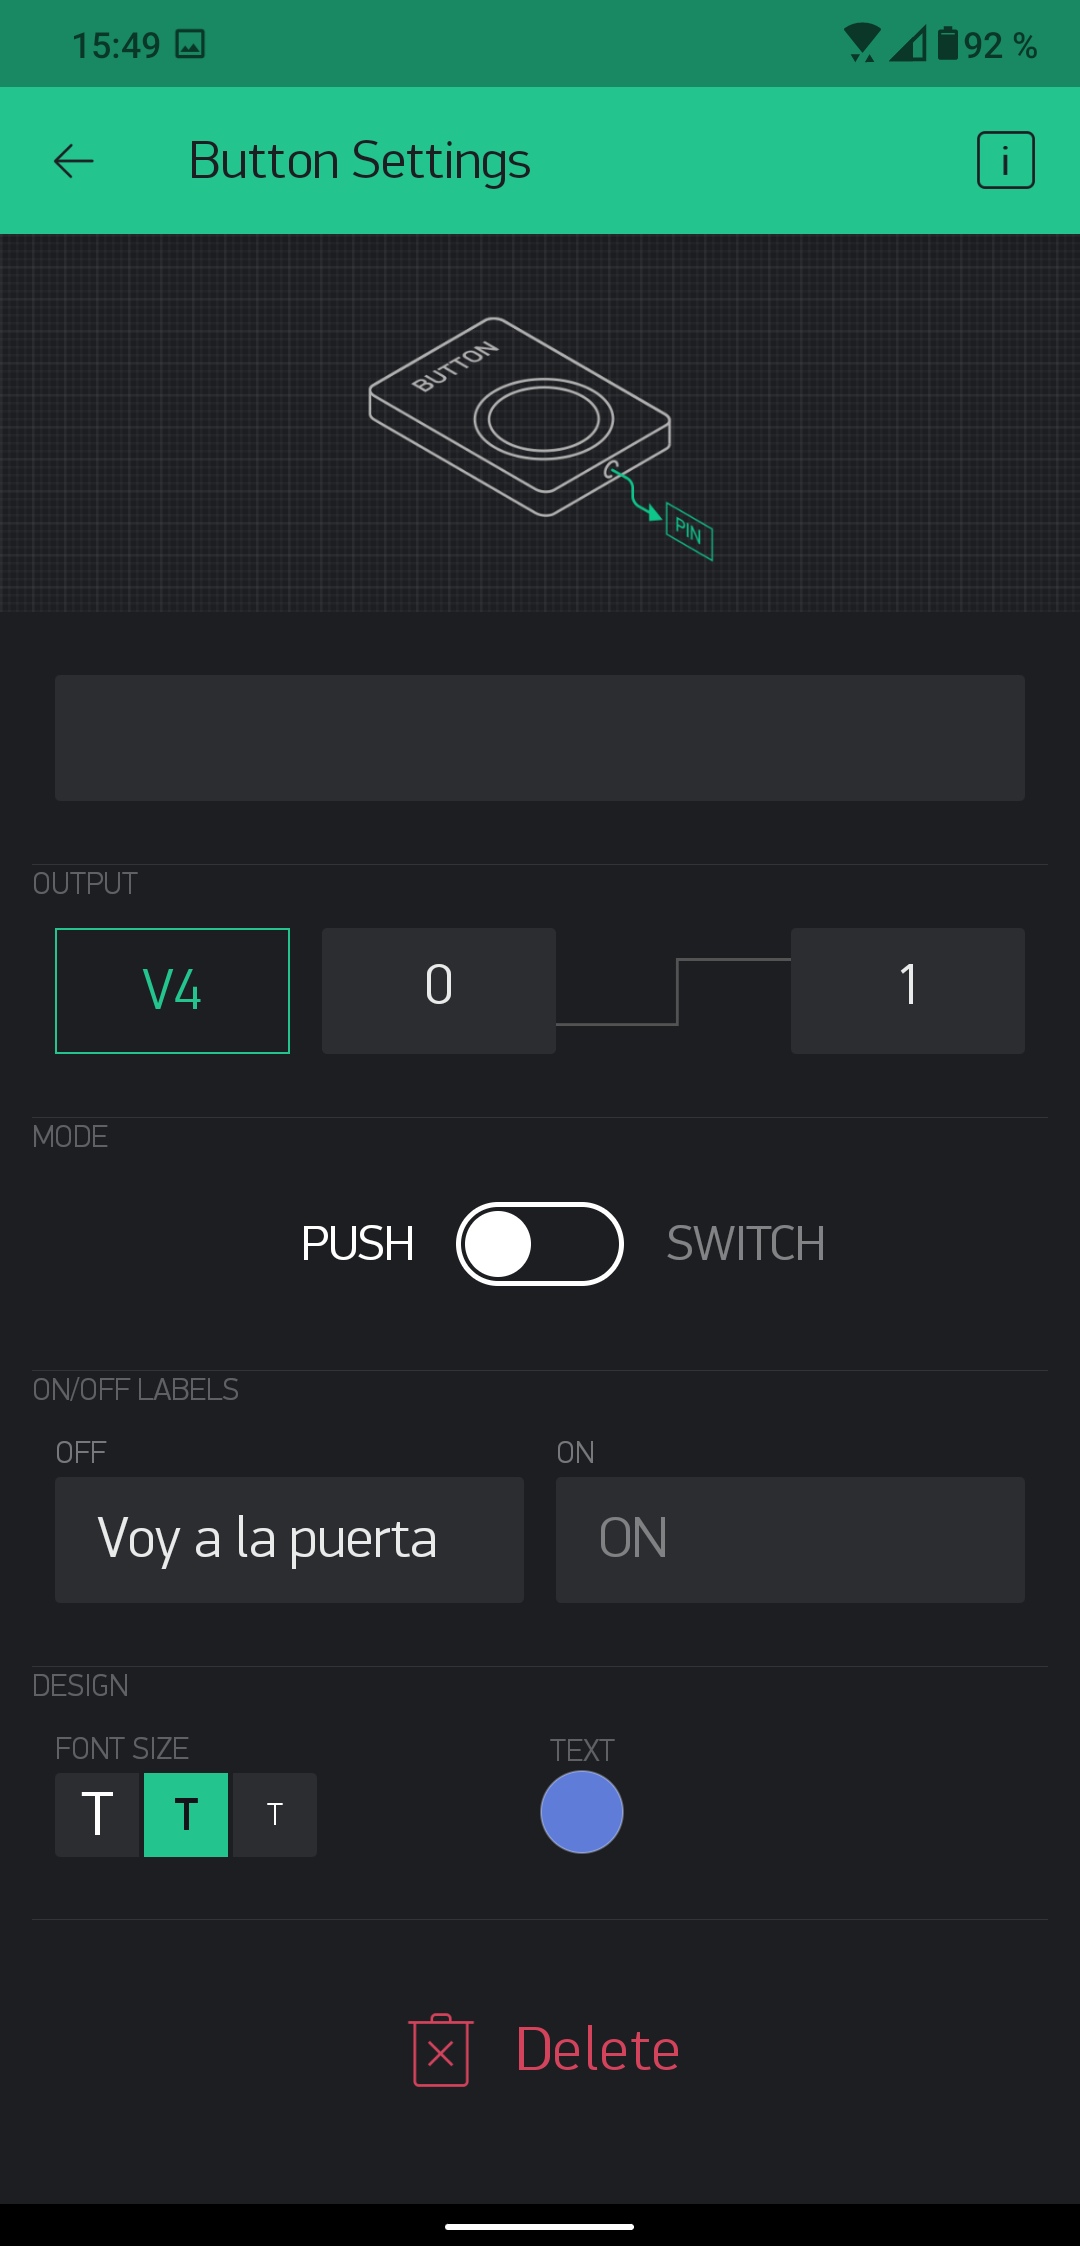 15:49 92 %
Button Settings i
BUTTON
PIN
OUTPUT
V4 0 1
MODE
PUSH SWITCH
ON/OFF LABELS
OFF ON
Voy a la puerta ON
DESIGN
FONT SIZE TEXT
T T T
Delete